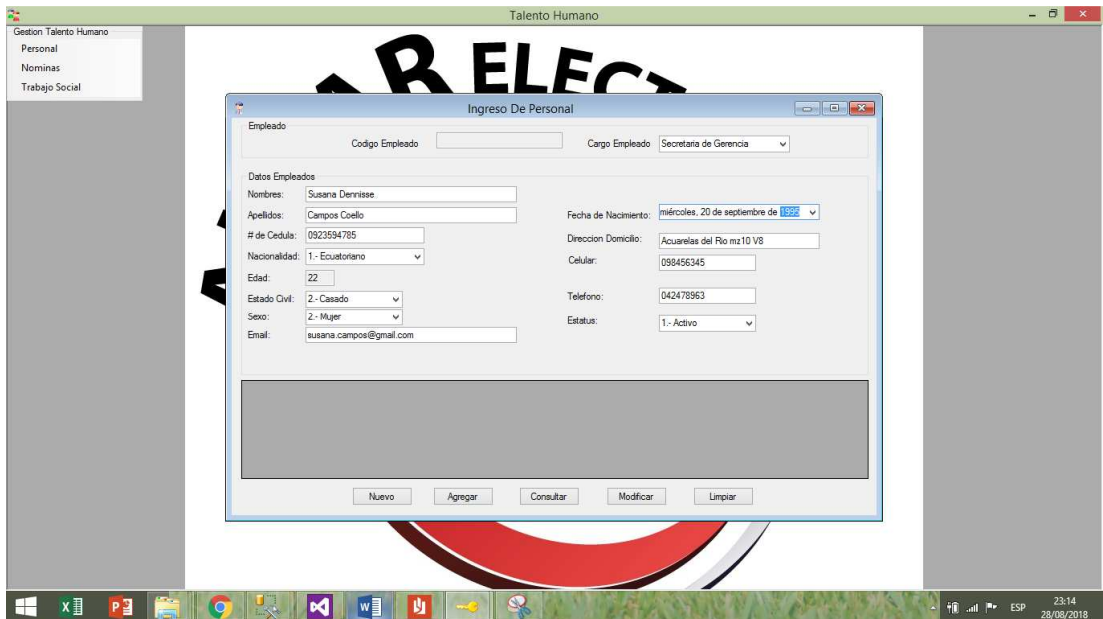 Talento Humano
Gestion Talento Humano
Personal
Nominas
Trabajo Social
AR ELECT
Ingreso De Personal
Empleado
Codigo Empleado
Cargo Empleado Secretaria de Gerencia
Datos Empleados
Nombres: Susana Dennisse
Apellidos: Campos Coello
# de Cedula: 0923594785
Nacionalidad: 1.- Ecuatoriano
Edad: 22
Estado Civil: 2.- Casado
Sexo: 2.- Mujer
Email: susana.campos@gmail.com
Fecha de Nacimiento: miércoles, 20 de septiembre de 1995
Direccion Domicilio: Acuarelas del Rio mz10 V8
Celular: 098456345
Telefono: 042478963
Estatus: 1.- Activo
Nuevo Agregar Consultar Modificar Limpiar
ESP
23:14
28/08/2018